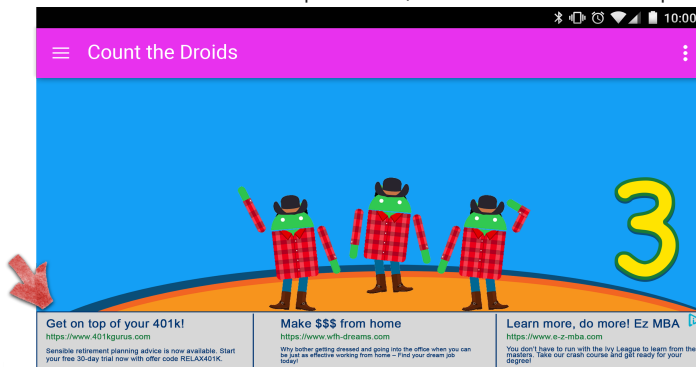 10:00
Count the Droids
3
Get on top of your 401k!
https://www.401kgurus.com
Sensible retirement planning advice is now available. Start
your free 30-day trial now with offer code RELAX401K.
Make $$$ from home
https://www.wfh-dreams.com
Why bother getting dressed and going into the office when you can
be just as effective working from home – Find your dream job
today!
Learn more, do more! Ez MBA
https://www.e-z-mba.com
You don't have to run with the Ivy League to learn from the
masters. Take our crash course and get ready for your
degree!